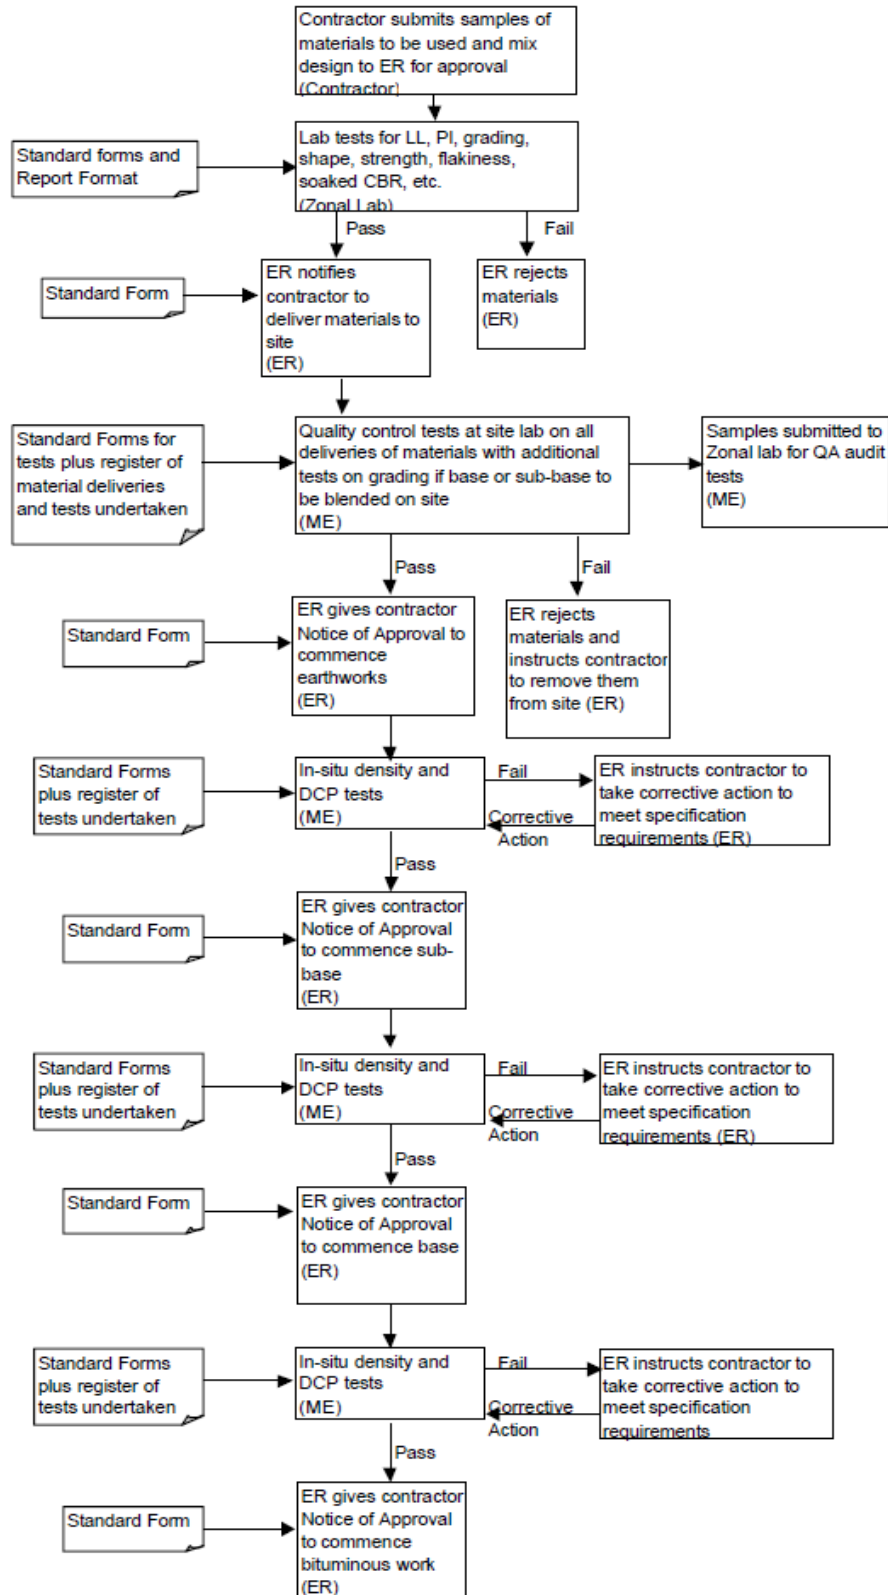 Contractor submits samples of
materials to be used and mix
design to ER for approval
(Contractor)
Standard forms and
Report Format
Lab tests for LL, PI, grading,
shape, strength, flakiness,
soaked CBR, etc.
(Zonal Lab)
Pass
Fail
Standard Form
ER notifies
contractor to
deliver materials to
site
(ER)
ER rejects
materials
(ER)
Standard Forms for
tests plus register of
material deliveries
and tests undertaken
Quality control tests at site lab on all
deliveries of materials with additional
tests on grading if base or sub-base to
be blended on site
(ME)
Samples submitted to
Zonal lab for QA audit
tests
(ME)
Pass
Fail
Standard Form
ER gives contractor
Notice of Approval to
commence
earthworks
(ER)
ER rejects
materials and
instructs contractor
to remove them
from site (ER)
Standard Forms
plus register of
tests undertaken
In-situ density and
DCP tests
(ME)
Fail
Corrective
Action
ER instructs contractor to
take corrective action to
meet specification
requirements (ER)
Pass
Standard Form
ER gives contractor
Notice of Approval
to commence sub-
base
(ER)
Standard Forms
plus register of
tests undertaken
In-situ density and
DCP tests
(ME)
Fail
Corrective
Action
ER instructs contractor to
take corrective action to
meet specification
requirements (ER)
Pass
Standard Form
ER gives contractor
Notice of Approval
to commence base
(ER)
Standard Forms
plus register of
tests undertaken
In-situ density and
DCP tests
(ME)
Fail
Corrective
Action
ER instructs contractor to
take corrective action to
meet specification
requirements
Pass
Standard Form
ER gives contractor
Notice of Approval
to commence
bituminous work
(ER)